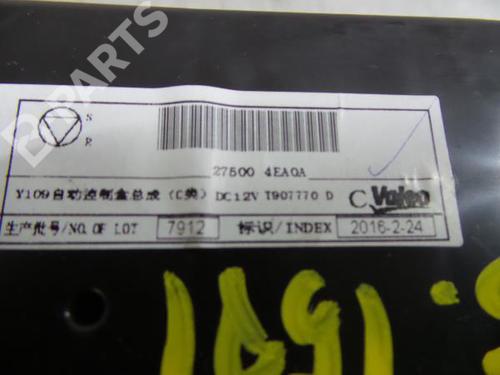 B-PARTS
S
R
27500 4EA0A
Y109自动控制盒总成 (C类) DC12V T907770 D
C Valeo
生产批号/NO. OF LOT 7912 标识/INDEX 2016-2-24